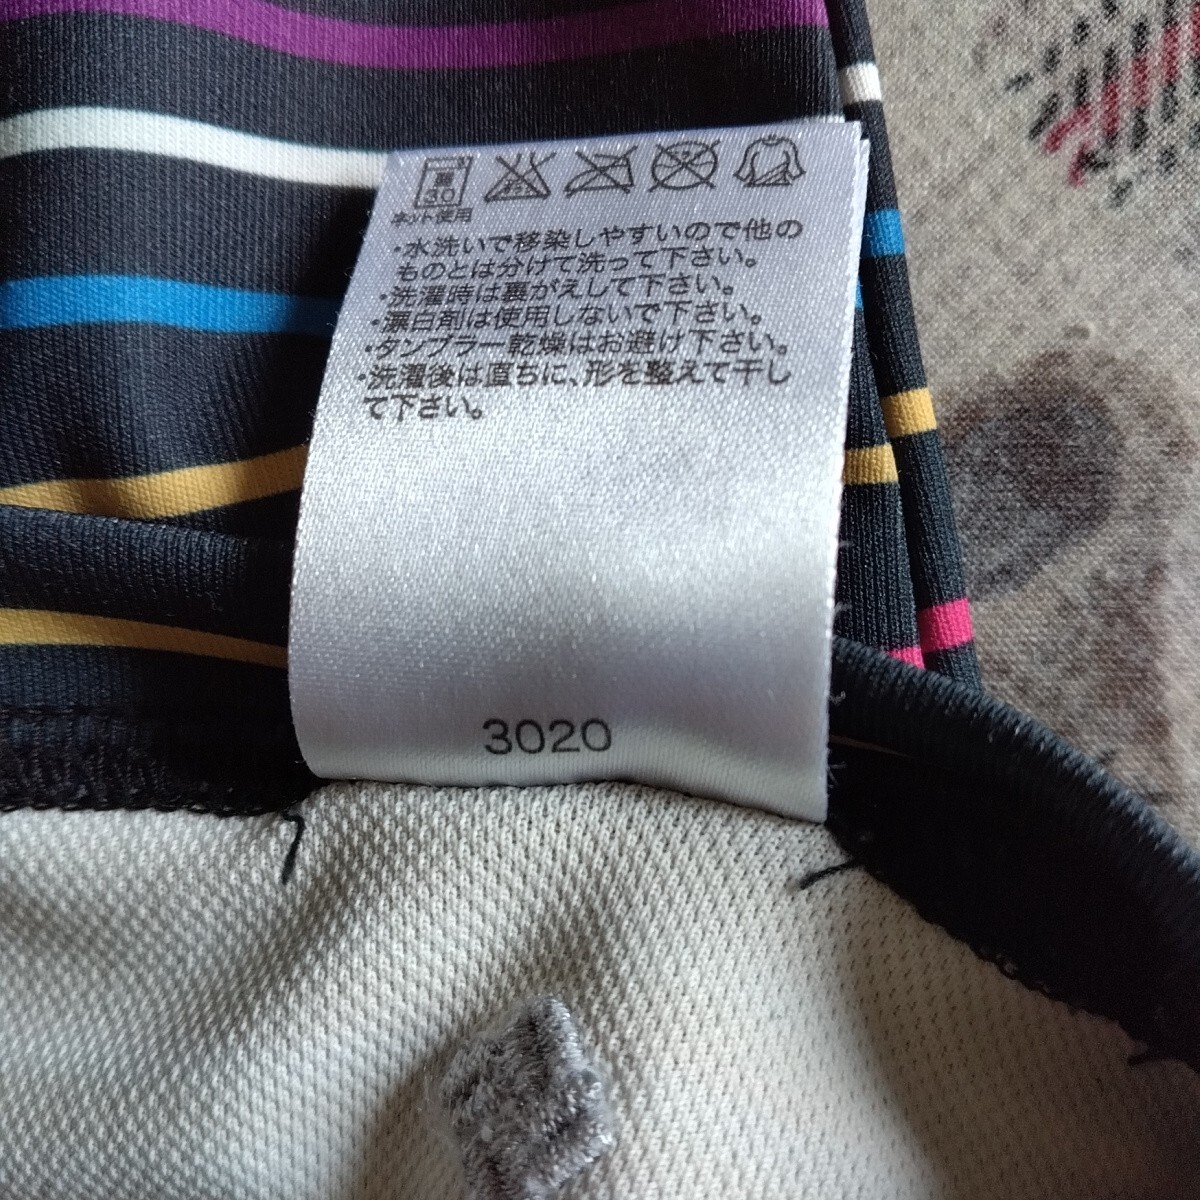 弱
30
ネット使用
・水洗いで移染しやすいので他の
ものとは分けて洗って下さい。
・洗濯時は裏がえして下さい。
・漂白剤は使用しないで下さい。
・タンブラー乾燥はお避け下さい。
・洗濯後は直ちに、形を整えて干し
て下さい。
3020